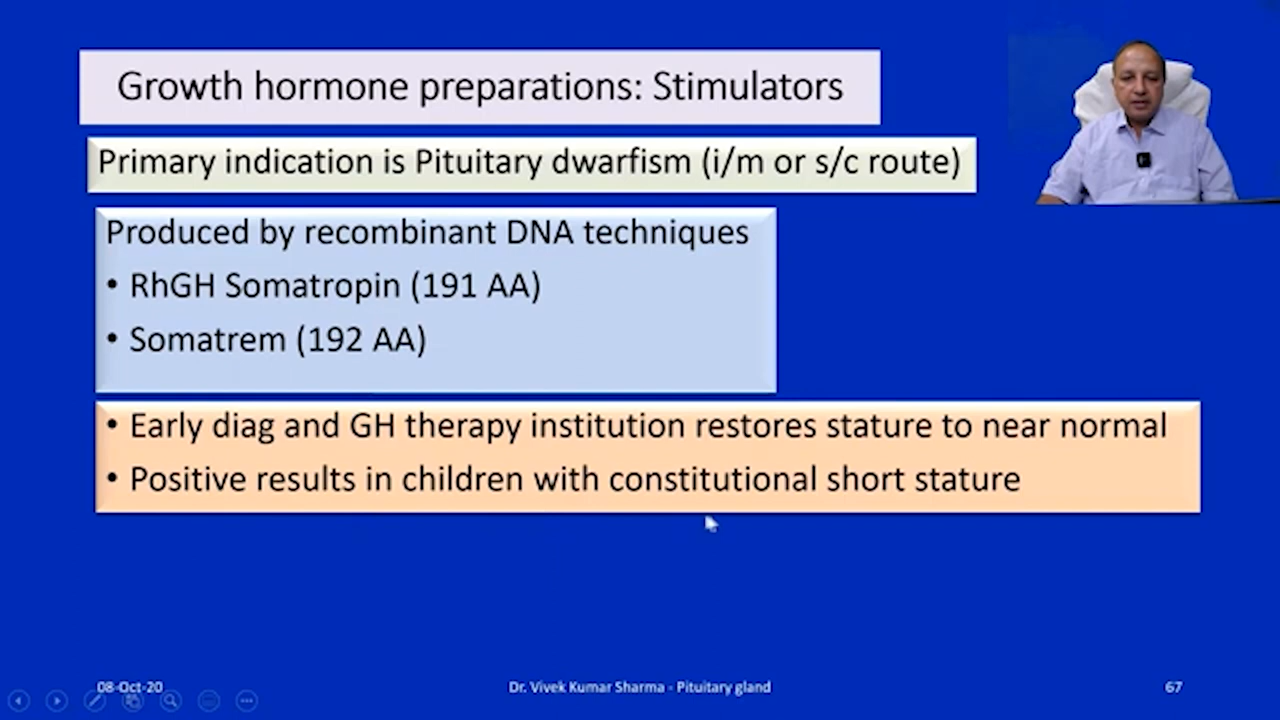 Growth hormone preparations: Stimulators
Primary indication is Pituitary dwarfism (i/m or s/c route)
Produced by recombinant DNA techniques
• RhGH Somatropin (191 AA)
• Somatrem (192 AA)
• Early diag and GH therapy institution restores stature to near normal
• Positive results in children with constitutional short stature
08-Oct-20
Dr. Vivek Kumar Sharma - Pituitary gland
67